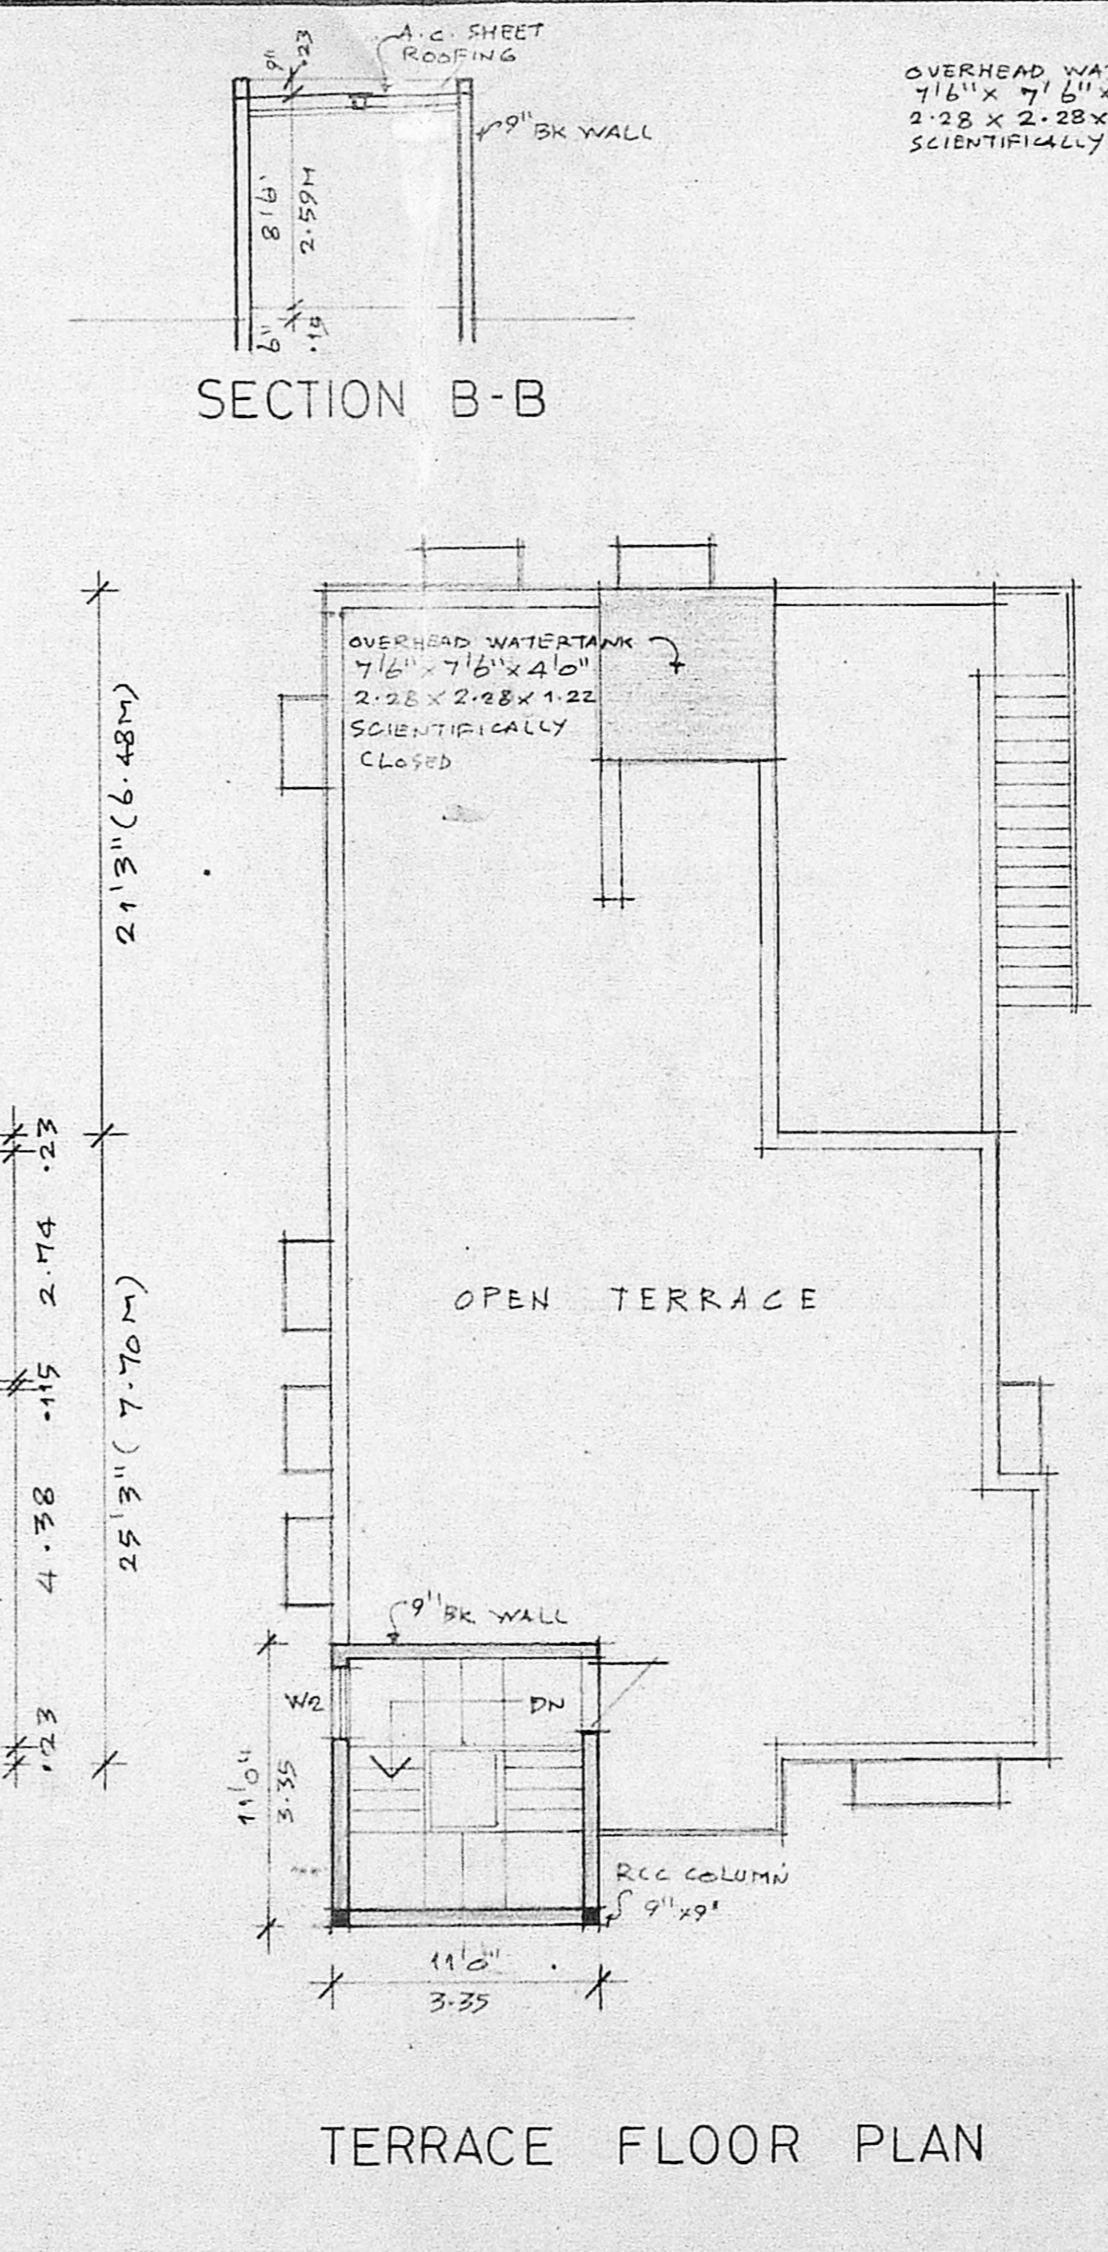 A.C. SHEET
ROOFING
9"
.23
9" BK WALL
8'6"
2.59M
6"
.15
SECTION B-B
OVERHEAD
7'6" x 7'6" x
2.28 x 2.28 x
SCIENTIFICALLY
OVERHEAD WATERTANK
7'6" x 7'6" x 4'0"
2.28 x 2.28 x 1.22
SCIENTIFICALLY
CLOSED
21'3" (6.48M)
.23
2.74
.115
4.38
.23
25'3" (7.70M)
OPEN TERRACE
9" BK WALL
W2
DN
11'0"
3.35
RCC COLUMN
9" x 9"
11'0"
3.35
TERRACE FLOOR PLAN